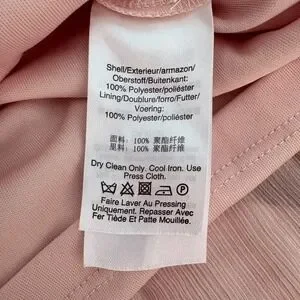 Shell/Exterieur/armazon/
Oberstoff/Buitenkant:
100% Polyester/poliéster
Lining/Doublure/forro/Futter/
Voering:
100% Polyester/poliéster
面料: 100% 聚酯纤维
里料: 100% 聚酯纤维
Dry Clean Only. Cool Iron. Use
Press Cloth.
Faire Laver Au Pressing
Uniquement. Repasser Avec
Fer Tiède Et Patte Mouillée.